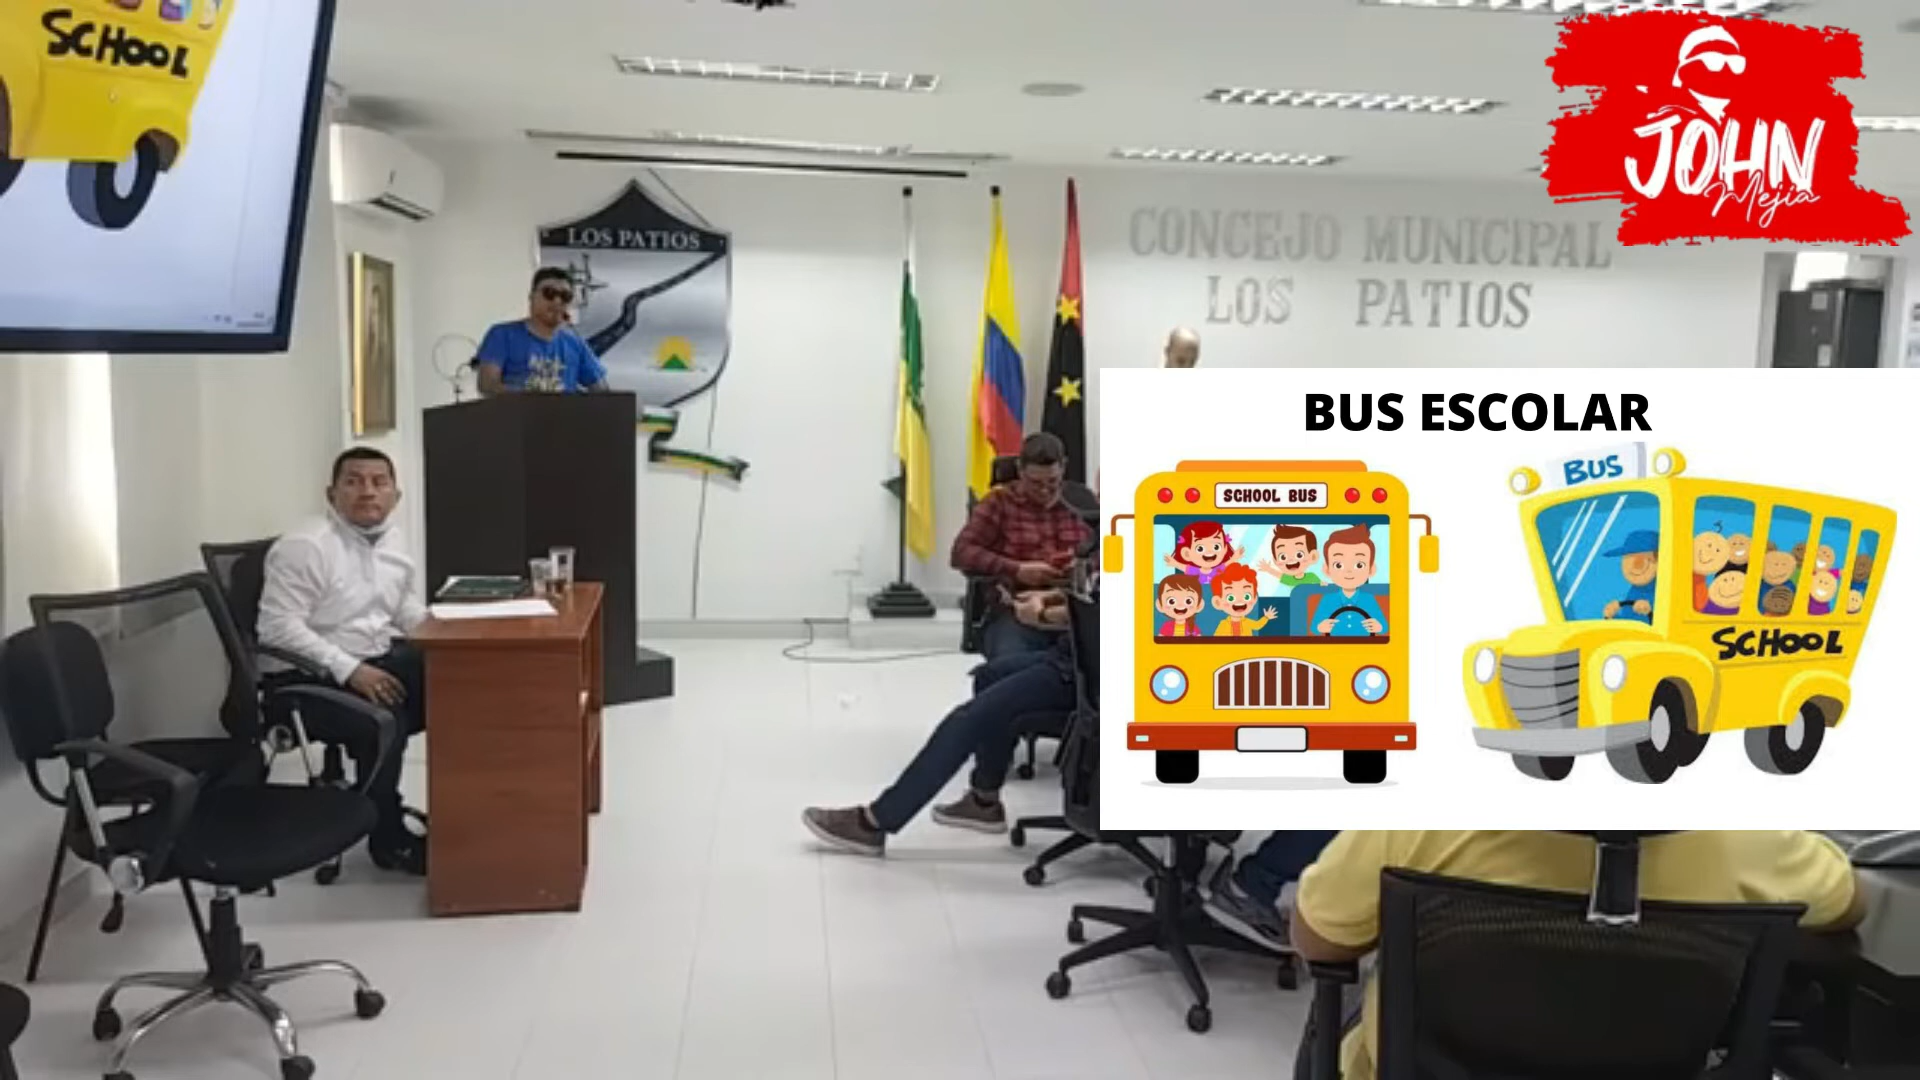 SCHOOL
JOHN
Mejia
LOS PATIOS
CONCEJO MUNICIPAL
LOS PATIOS
BUS ESCOLAR
SCHOOL BUS
BUS
SCHOOL